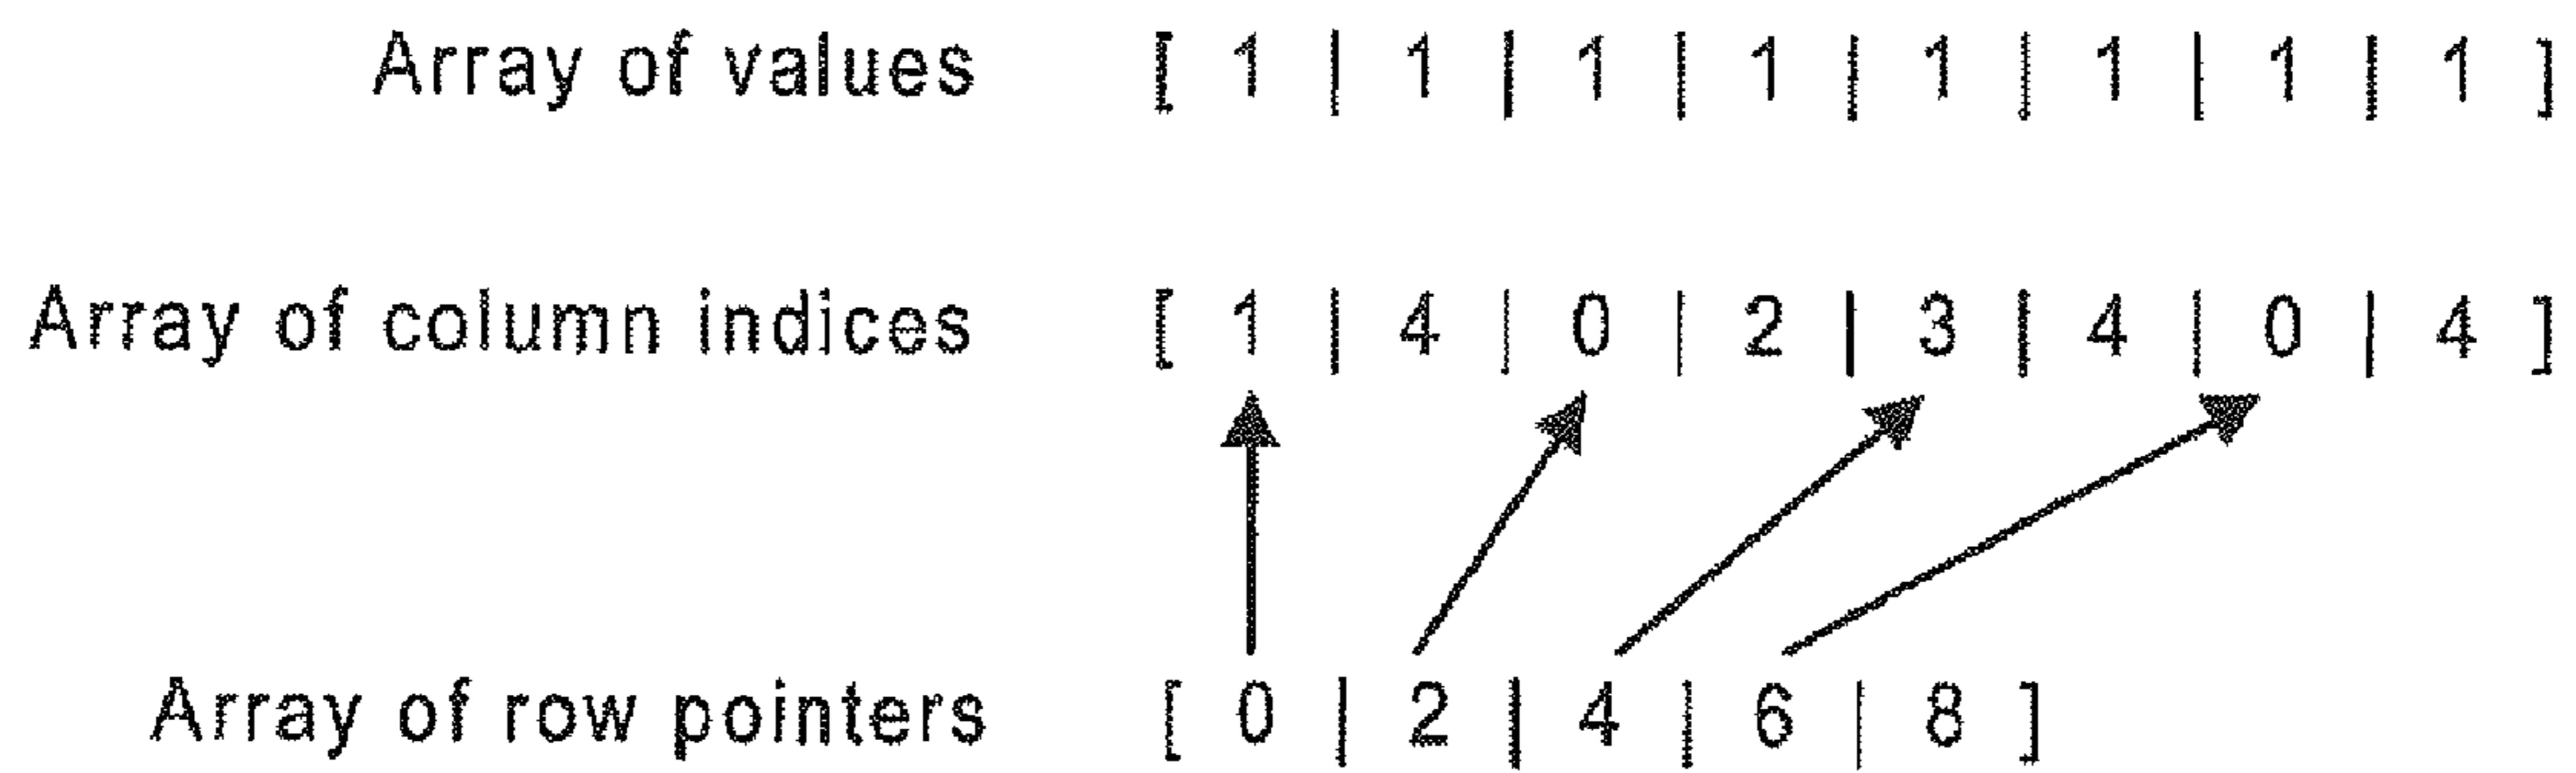 Array of values [ 1 | 1 | 1 | 1 | 1 | 1 | 1 | 1 ]
Array of column indices [ 1 | 4 | 0 | 2 | 3 | 4 | 0 | 4 ]
Array of row pointers [ 0 | 2 | 4 | 6 | 8 ]